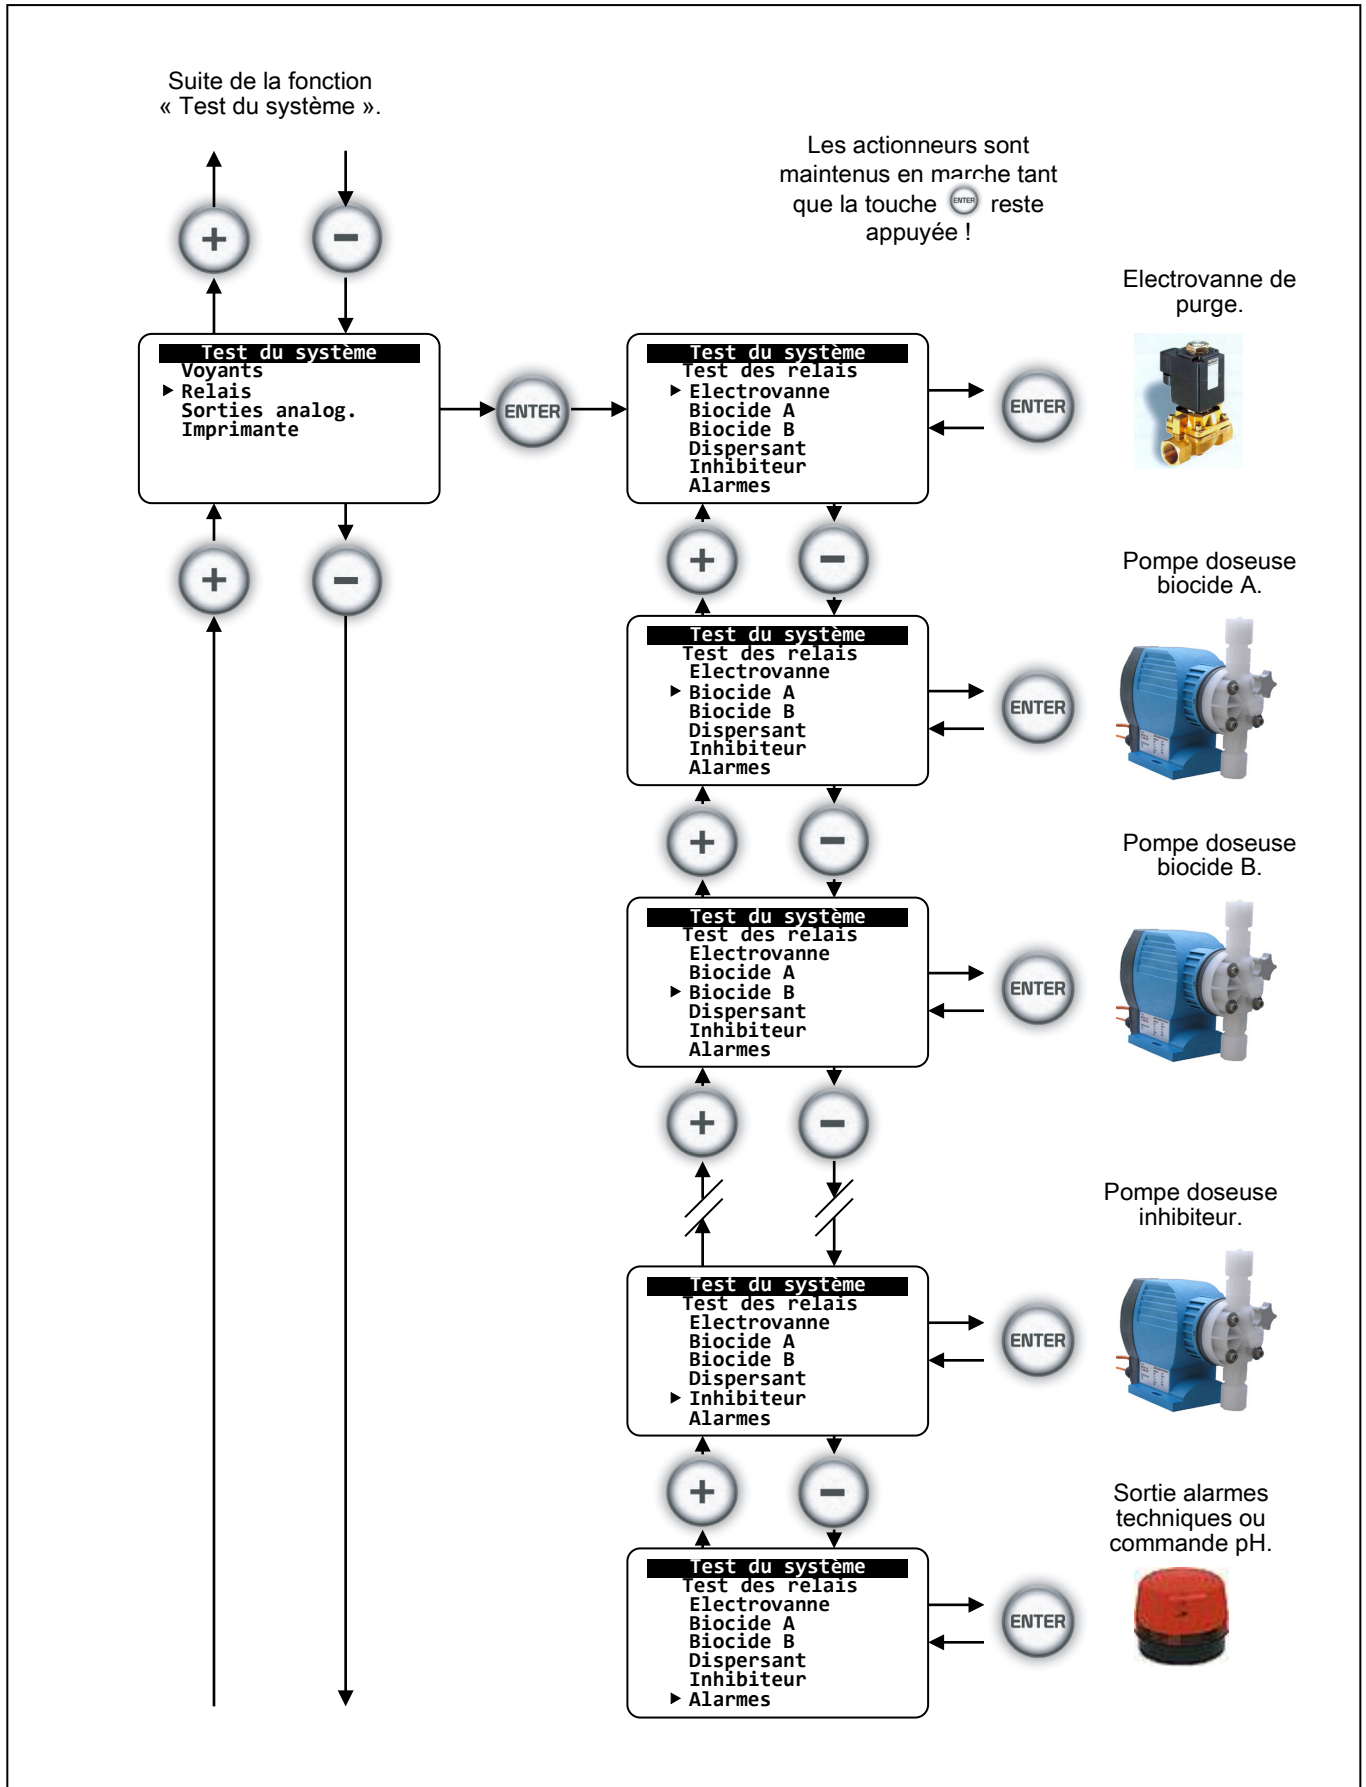 Suite de la fonction
« Test du système ».
Les actionneurs sont
maintenus en marche tant
que la touche ENTER reste
appuyée !
+
−
Electrovanne de
purge.
Test du système
Voyants
▶ Relais
Sorties analog.
Imprimante
ENTER
Test du système
Test des relais
▶ Electrovanne
Biocide A
Biocide B
Dispersant
Inhibiteur
Alarmes
ENTER
+
−
+
−
Pompe doseuse
biocide A.
Test du système
Test des relais
Electrovanne
▶ Biocide A
Biocide B
Dispersant
Inhibiteur
Alarmes
ENTER
+
−
Pompe doseuse
biocide B.
Test du système
Test des relais
Electrovanne
Biocide A
▶ Biocide B
Dispersant
Inhibiteur
Alarmes
ENTER
+
−
Pompe doseuse
inhibiteur.
Test du système
Test des relais
Electrovanne
Biocide A
Biocide B
Dispersant
▶ Inhibiteur
Alarmes
ENTER
+
−
Sortie alarmes
techniques ou
commande pH.
Test du système
Test des relais
Electrovanne
Biocide A
Biocide B
Dispersant
Inhibiteur
▶ Alarmes
ENTER